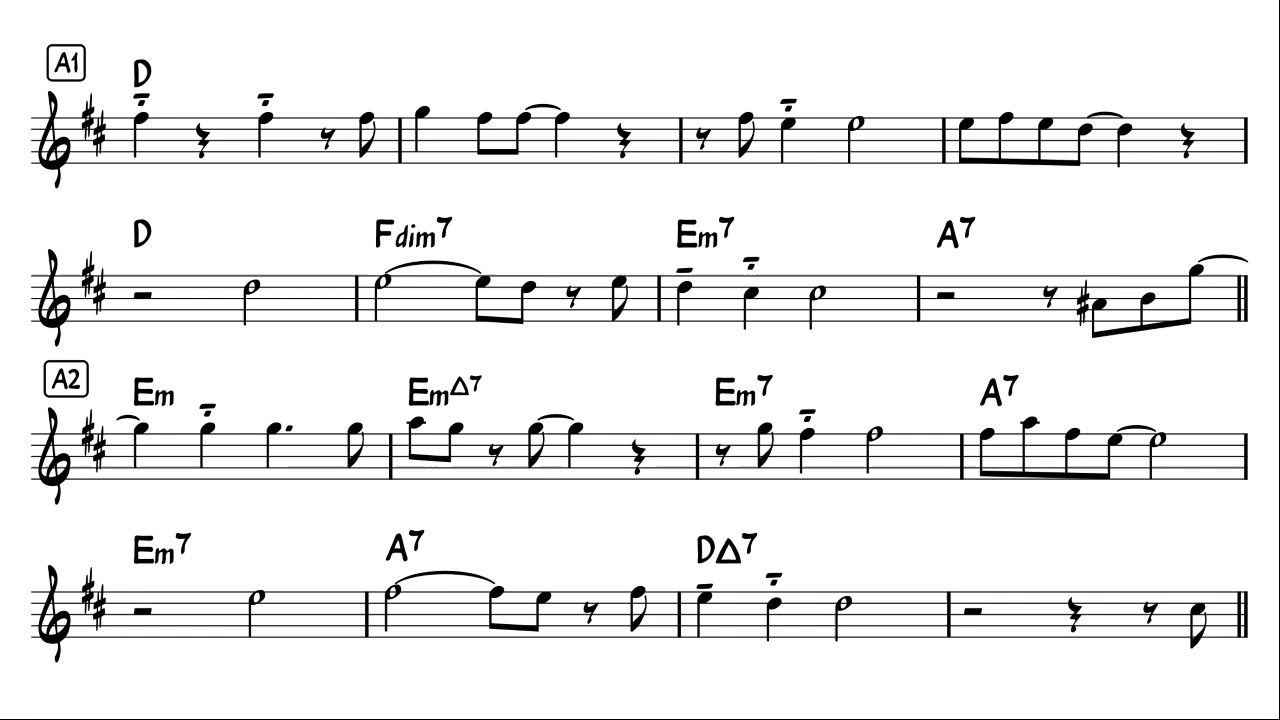 A1
D
D Fdim7 Em7 A7
A2
Em EmΔ7 Em7 A7
Em7 A7 DΔ7